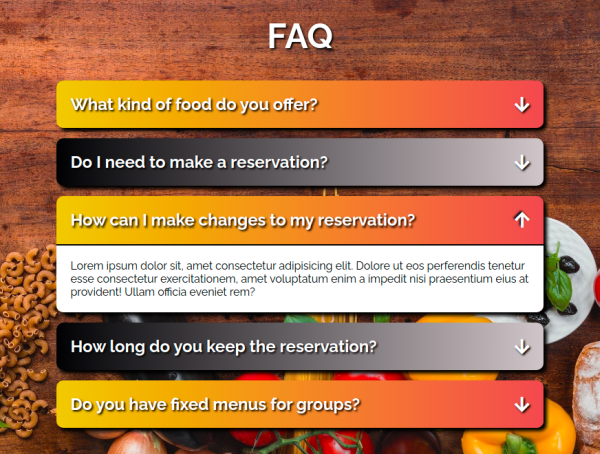 FAQ
What kind of food do you offer?
Do I need to make a reservation?
How can I make changes to my reservation?
Lorem ipsum dolor sit, amet consectetur adipisicing elit. Dolore ut eos perferendis tenetur
esse consectetur exercitationem, amet voluptatum enim a impedit nisi praesentium eius at
provident! Ullam officia eveniet rem?
How long do you keep the reservation?
Do you have fixed menus for groups?